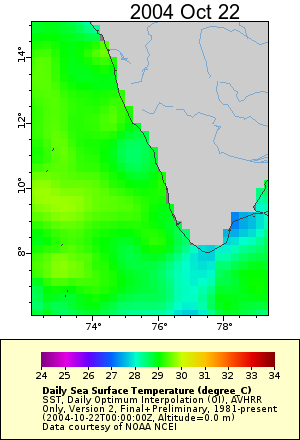 2004 Oct 22
14°
12°
10°
8°
74°
76°
78°
24 25 26 27 28 29 30 31 32 33 34
Daily Sea Surface Temperature (degree_C)
SST, Daily Optimum Interpolation (OI), AVHRR
Only, Version 2, Final+Preliminary, 1981-present
(2004-10-22T00:00:00Z, Altitude=0.0 m)
Data courtesy of NOAA NCEI